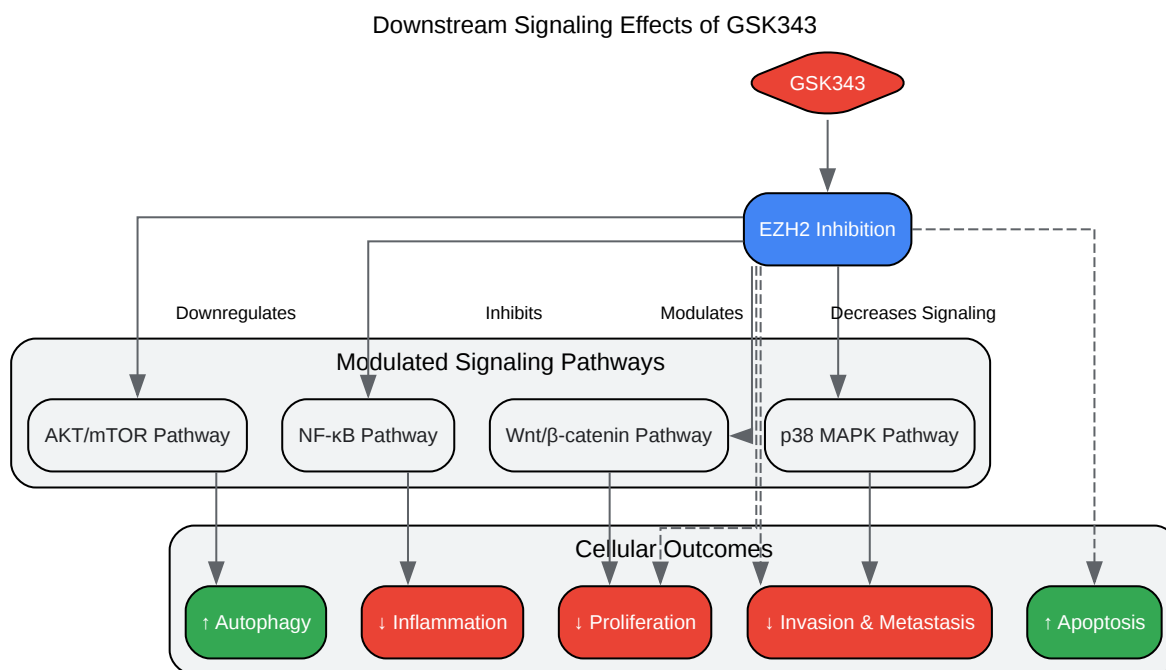 Downstream Signaling Effects of GSK343
GSK343
EZH2 Inhibition
Downregulates
Inhibits
Modulates
Decreases Signaling
Modulated Signaling Pathways
AKT/mTOR Pathway
NF-κB Pathway
Wnt/β-catenin Pathway
p38 MAPK Pathway
Cellular Outcomes
↑ Autophagy
↓ Inflammation
↓ Proliferation
↓ Invasion & Metastasis
↑ Apoptosis